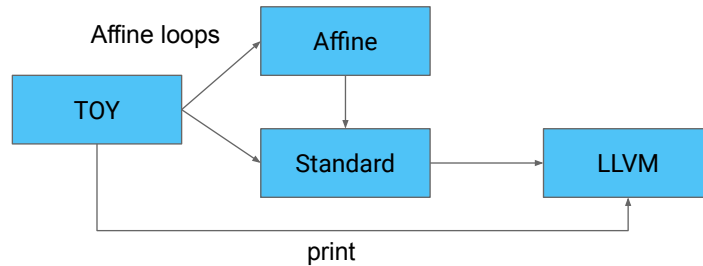 Affine loops
Affine
TOY
Standard
LLVM
print